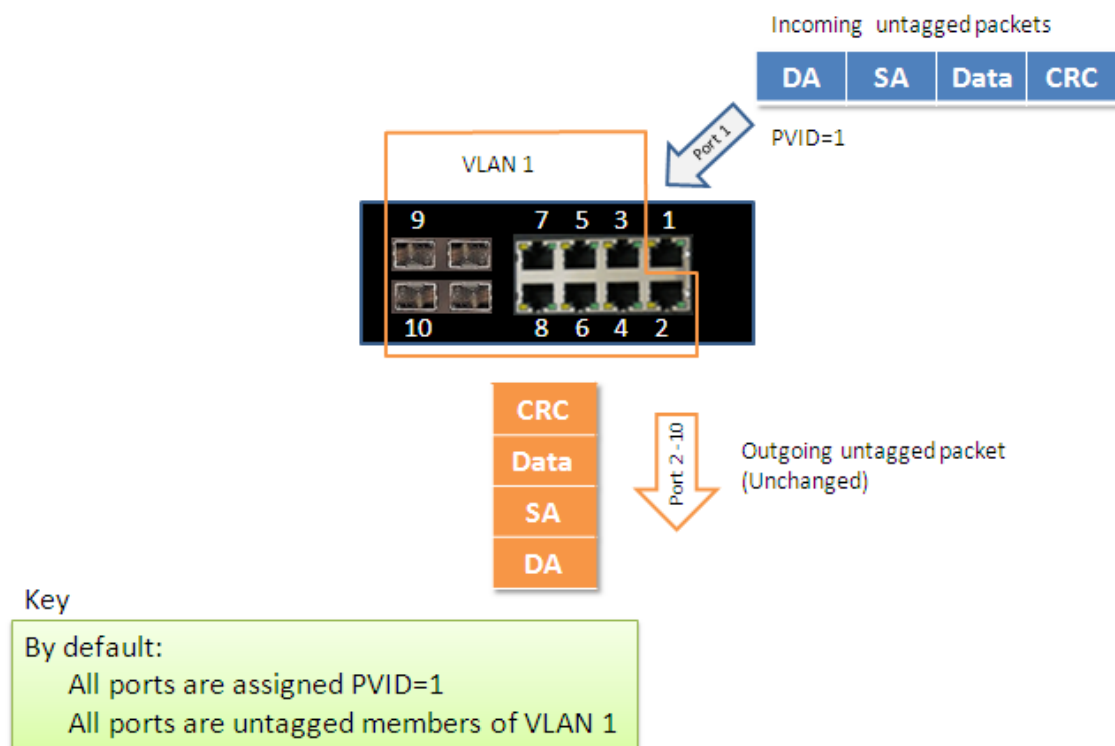 Incoming untagged packets
DA SA Data CRC
Port 1
PVID=1
VLAN 1
9 7 5 3 1
10 8 6 4 2
CRC
Data
SA
DA
Port 2 - 10
Outgoing untagged packet
(Unchanged)
Key
By default:
All ports are assigned PVID=1
All ports are untagged members of VLAN 1